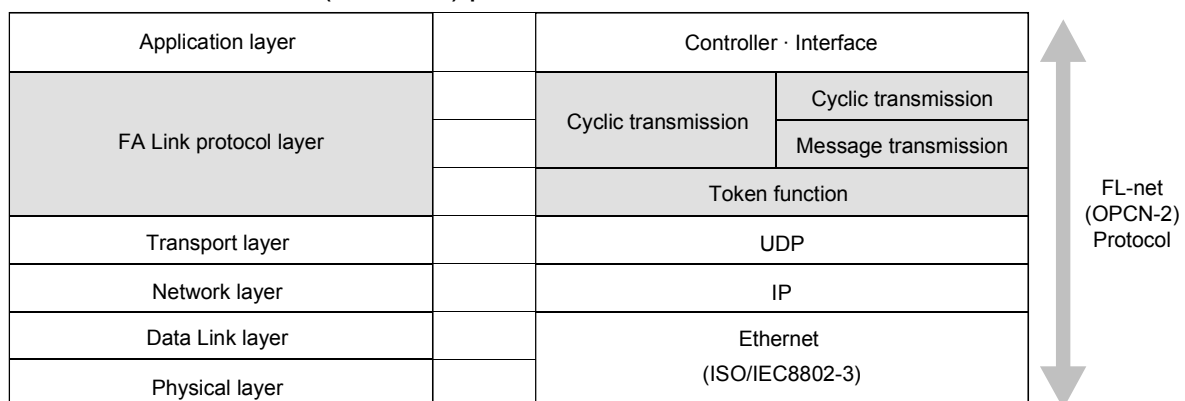 Application layer
Controller · Interface
FA Link protocol layer
Cyclic transmission
Cyclic transmission
Message transmission
Token function
Transport layer
UDP
Network layer
IP
Data Link layer
Physical layer
Ethernet
(ISO/IEC8802-3)
FL-net
(OPCN-2)
Protocol